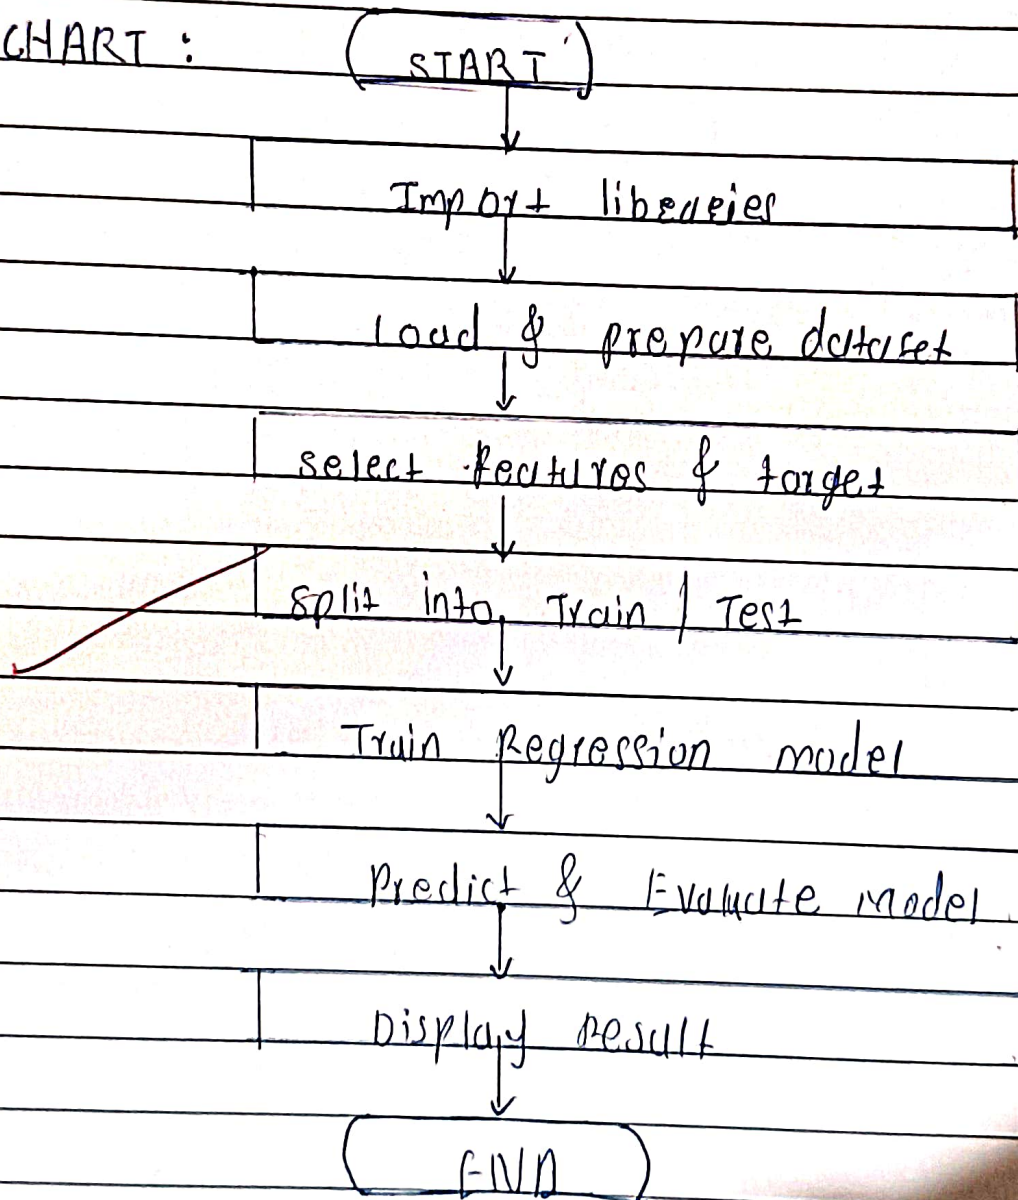 CHART :
START
Import libraries
Load & prepare dataset
select features & target
split into Train | Test
Train Regression model
Predict & Evaluate model
Display Result
END